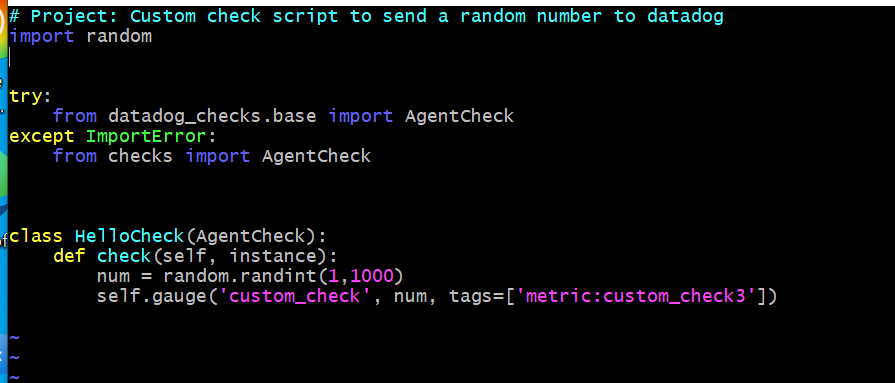 # Project: Custom check script to send a random number to datadog
import random
try:
    from datadog_checks.base import AgentCheck
except ImportError:
    from checks import AgentCheck
class HelloCheck(AgentCheck):
    def check(self, instance):
        num = random.randint(1,1000)
        self.gauge('custom_check', num, tags=['metric:custom_check3'])
~
~
~